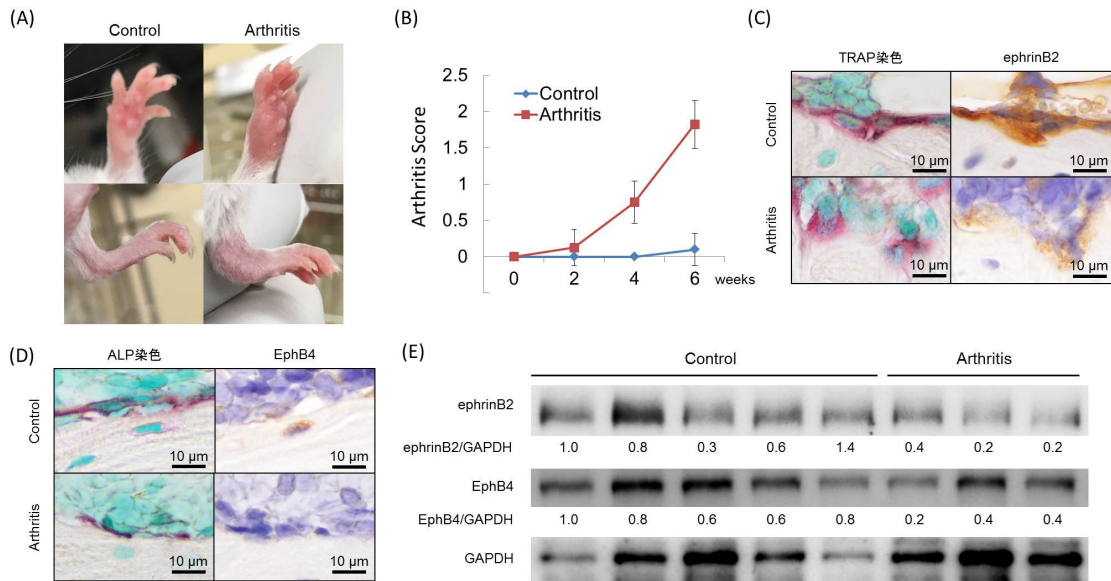 (A)
Control
Arthritis
(B)
2.5
2
1.5
1
0.5
0
Arthritis Score
Control
Arthritis
0
2
4
6
weeks
(C)
TRAP染色
ephrinB2
Control
10 μm
10 μm
Arthritis
10 μm
10 μm
(D)
ALP染色
EphB4
Control
10 μm
10 μm
Arthritis
10 μm
10 μm
(E)
Control
Arthritis
ephrinB2
ephrinB2/GAPDH 1.0 0.8 0.3 0.6 1.4 0.4 0.2 0.2
EphB4
EphB4/GAPDH 1.0 0.8 0.6 0.6 0.8 0.2 0.4 0.4
GAPDH